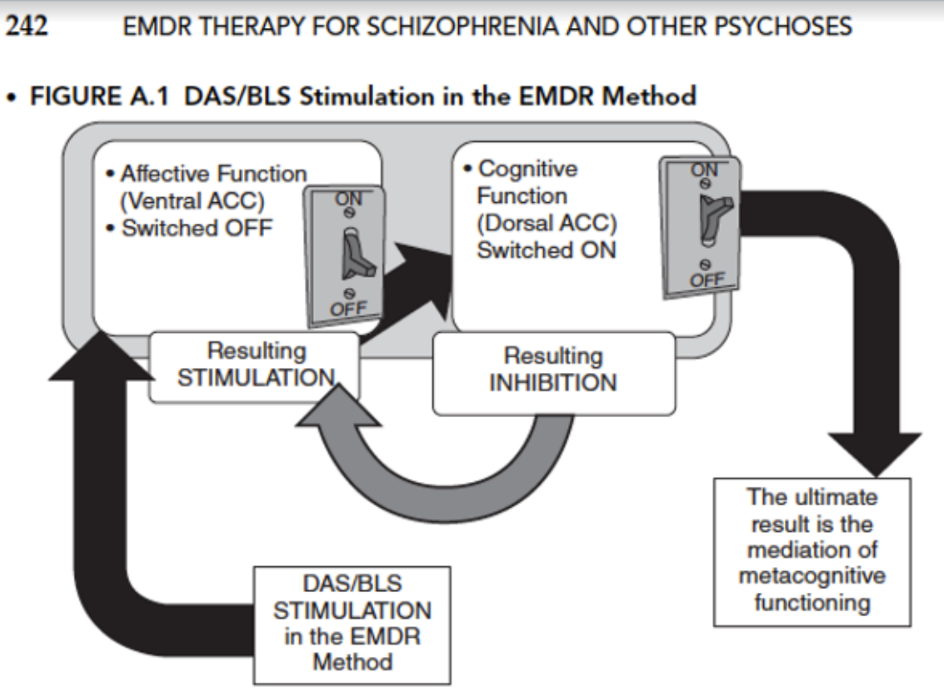 242 EMDR THERAPY FOR SCHIZOPHRENIA AND OTHER PSYCHOSES
• FIGURE A.1 DAS/BLS Stimulation in the EMDR Method
• Affective Function
(Ventral ACC)
• Switched OFF
ON
OFF
• Cognitive
Function
(Dorsal ACC)
Switched ON
ON
OFF
Resulting
STIMULATION
Resulting
INHIBITION
DAS/BLS
STIMULATION
in the EMDR
Method
The ultimate
result is the
mediation of
metacognitive
functioning